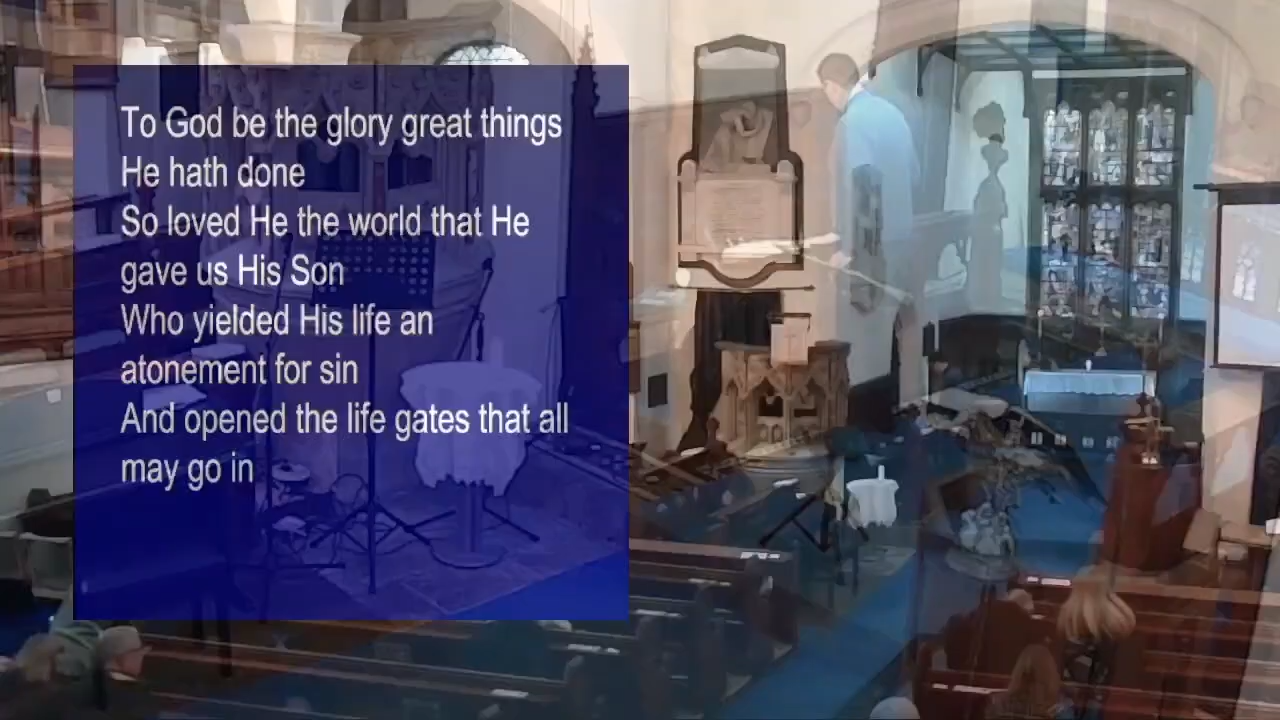 To God be the glory great things
He hath done
So loved He the world that He
gave us His Son
Who yielded His life an
atonement for sin
And opened the life gates that all
may go in